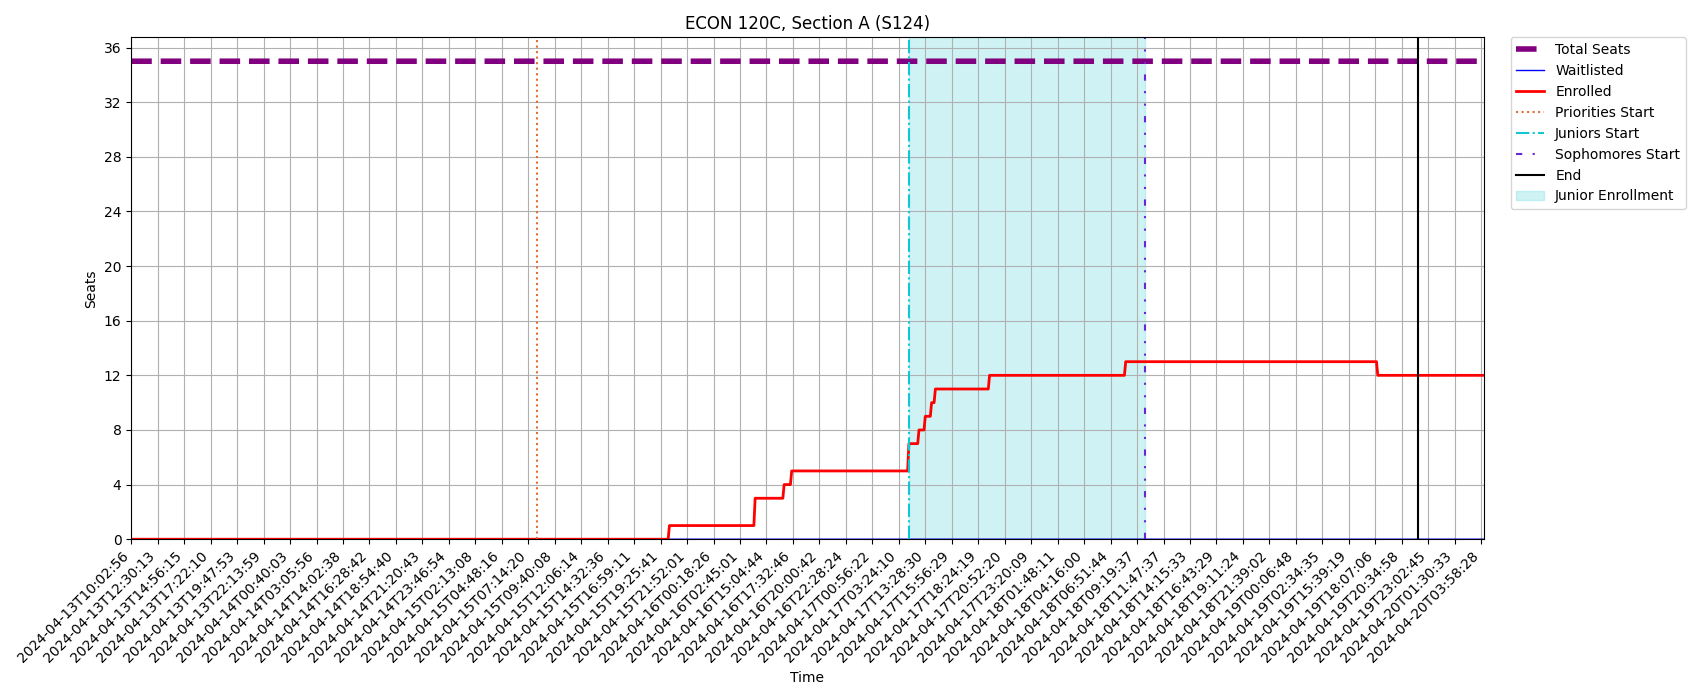 ECON 120C, Section A (S124)
Seats
36
32
28
24
20
16
12
8
4
0
Total Seats
Waitlisted
Enrolled
Priorities Start
Juniors Start
Sophomores Start
End
Junior Enrollment
2024-04-13T10:02:56
2024-04-13T12:30:13
2024-04-13T14:56:15
2024-04-13T17:22:10
2024-04-13T19:47:53
2024-04-13T22:13:59
2024-04-14T00:40:03
2024-04-14T03:05:56
2024-04-14T14:02:38
2024-04-14T16:28:42
2024-04-14T18:54:40
2024-04-14T21:20:43
2024-04-14T23:46:54
2024-04-15T02:13:08
2024-04-15T04:48:16
2024-04-15T07:14:20
2024-04-15T09:40:08
2024-04-15T12:06:14
2024-04-15T14:32:36
2024-04-15T16:59:11
2024-04-15T19:25:41
2024-04-15T21:52:01
2024-04-16T00:18:26
2024-04-16T02:45:01
2024-04-16T15:04:44
2024-04-16T17:32:46
2024-04-16T20:00:42
2024-04-16T22:28:24
2024-04-17T00:56:22
2024-04-17T03:24:10
2024-04-17T13:28:30
2024-04-17T15:56:29
2024-04-17T18:24:19
2024-04-17T20:52:20
2024-04-17T23:20:09
2024-04-18T01:48:11
2024-04-18T04:16:00
2024-04-18T06:51:44
2024-04-18T09:19:37
2024-04-18T11:47:37
2024-04-18T14:15:33
2024-04-18T16:43:29
2024-04-18T19:11:24
2024-04-18T21:39:02
2024-04-19T00:06:48
2024-04-19T02:34:35
2024-04-19T15:39:19
2024-04-19T18:07:06
2024-04-19T20:34:58
2024-04-19T23:02:45
2024-04-20T01:30:33
2024-04-20T03:58:28
Time